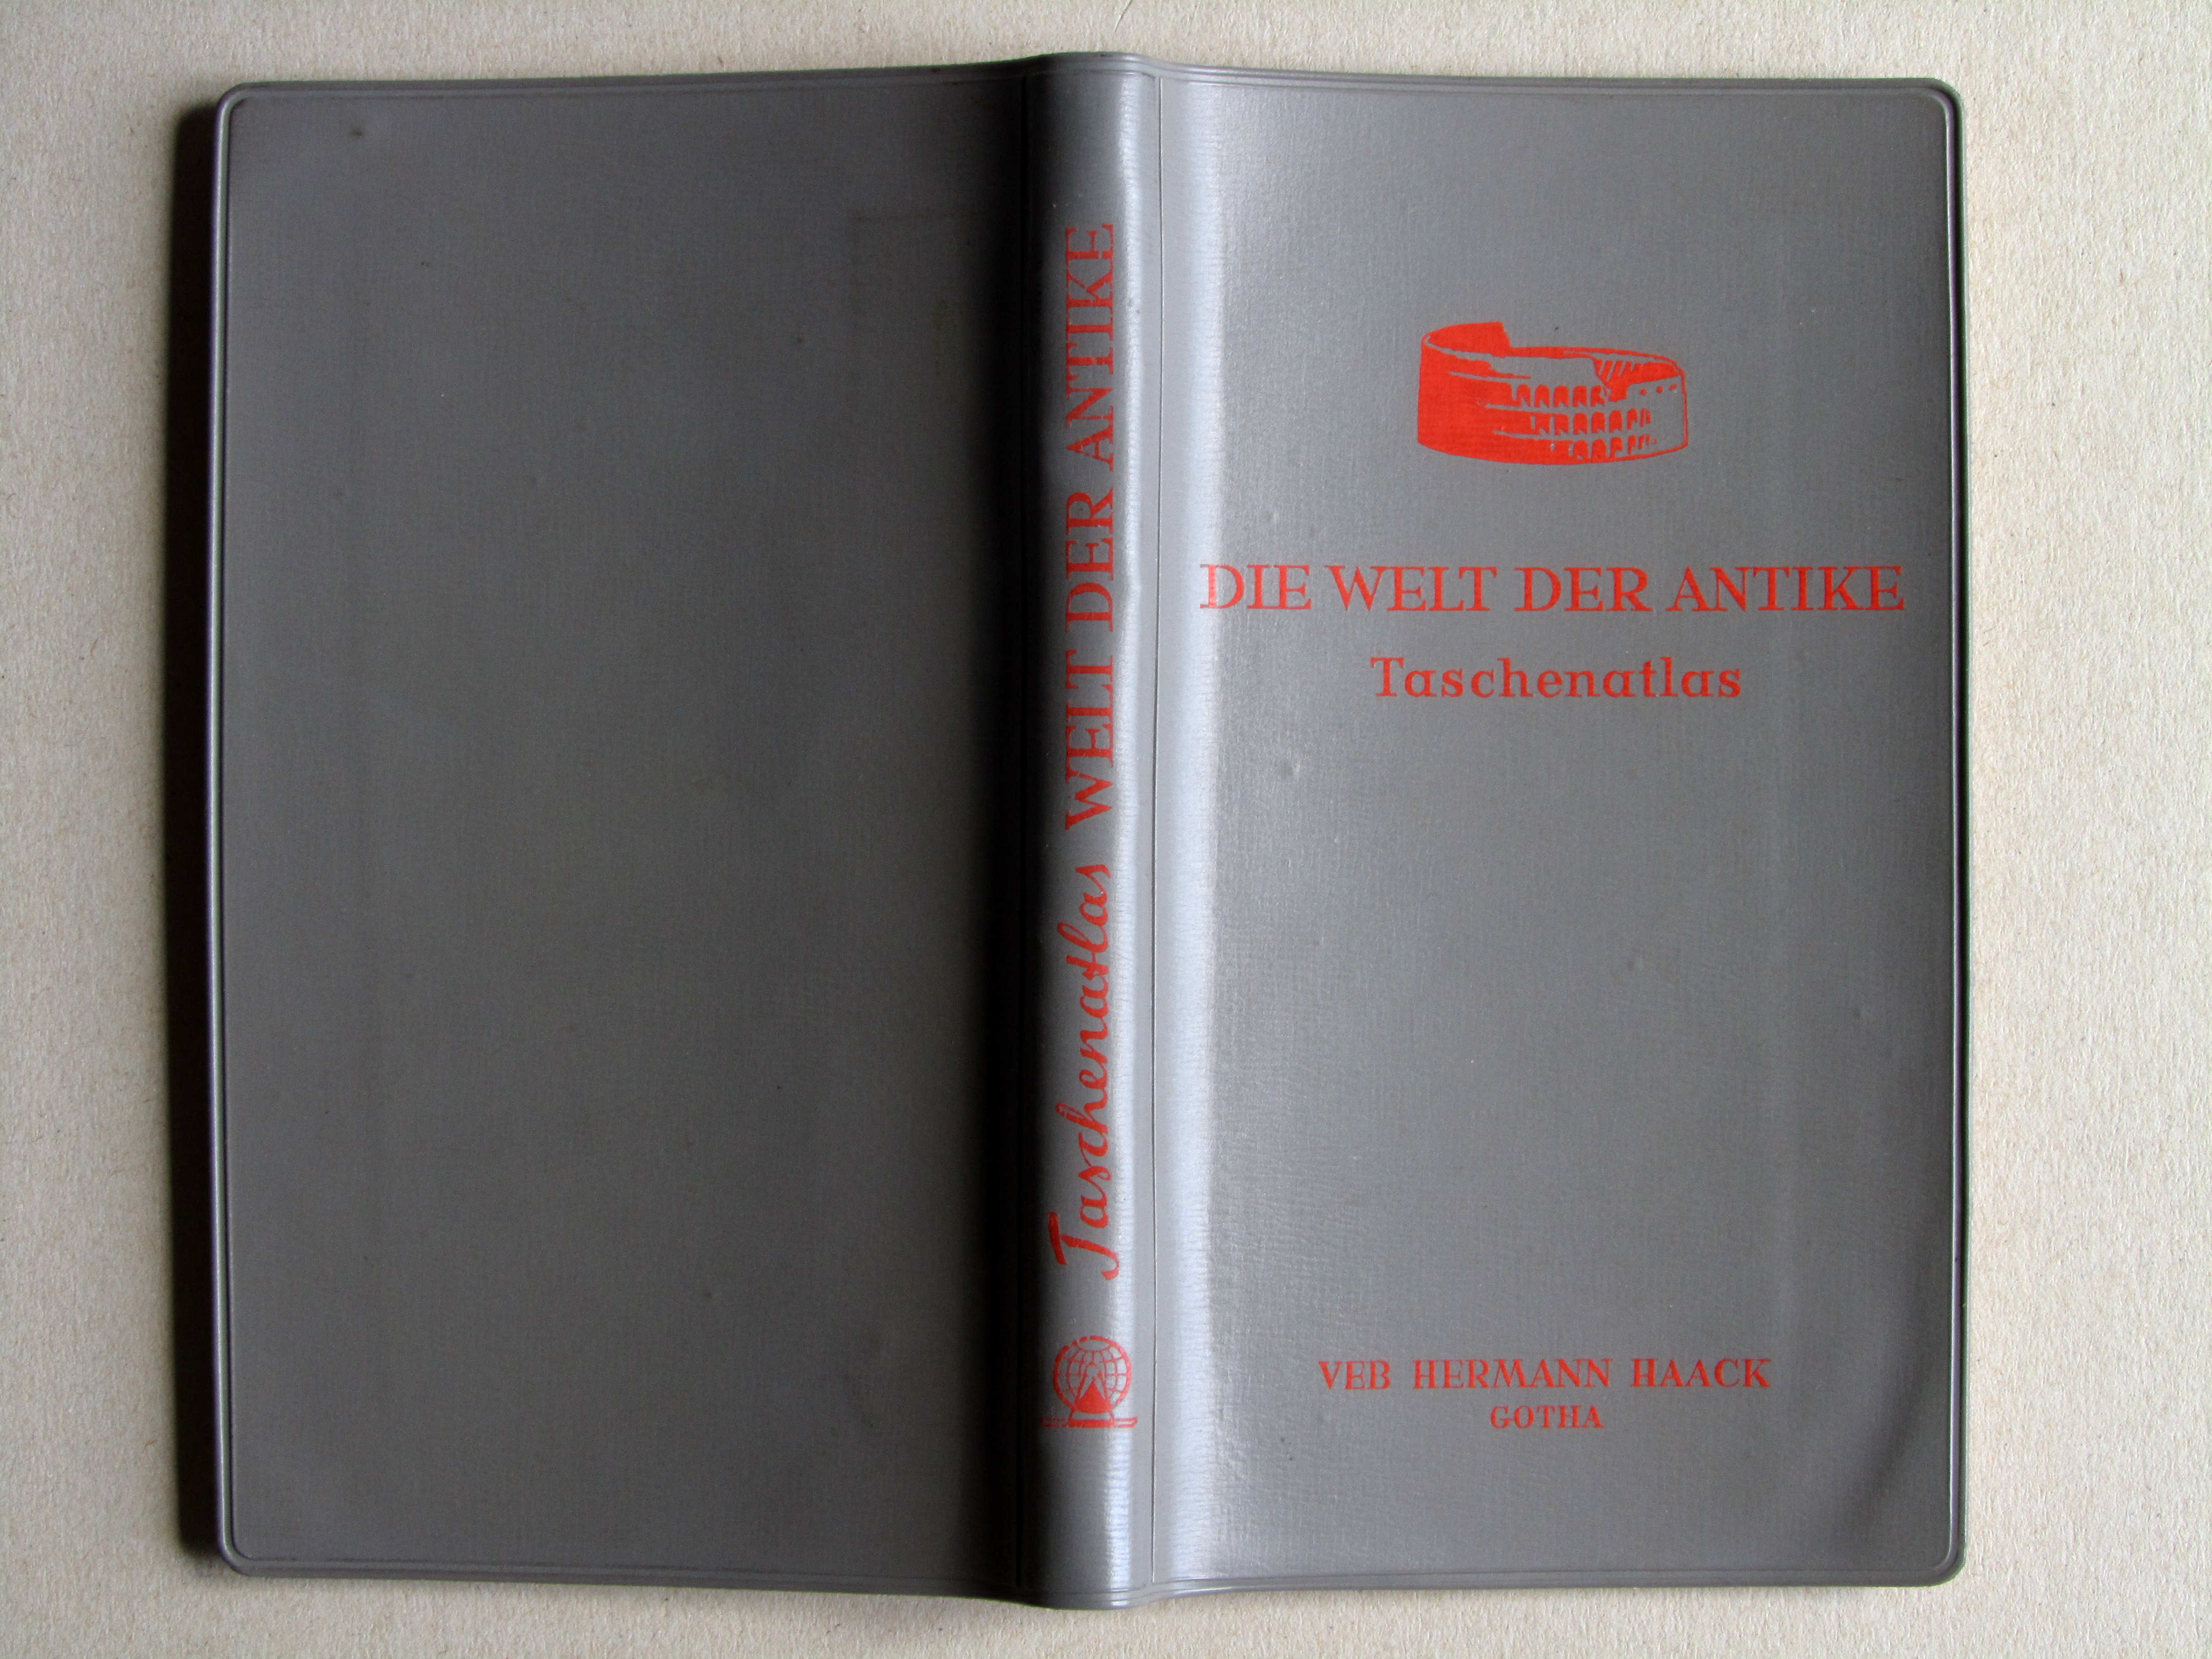 Taschenatlas WELT DER ANTIKE
DIE WELT DER ANTIKE
Taschenatlas
VEB HERMANN HAACK
GOTHA